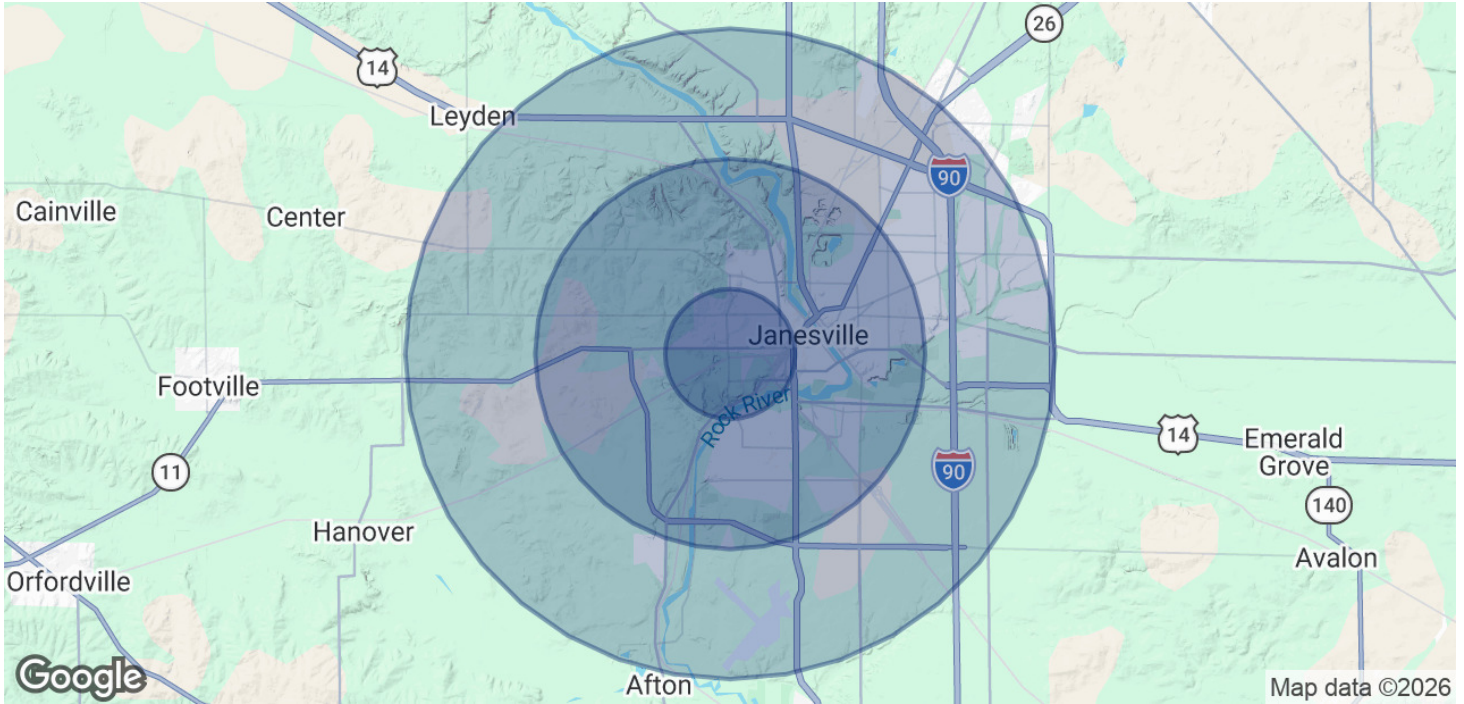 26
14
Leyden
90
Cainville
Center
Janesville
Footville
Rock River
14
Emerald
Grove
11
90
140
Hanover
Avalon
Orfordville
Google
Afton
Map data ©2026